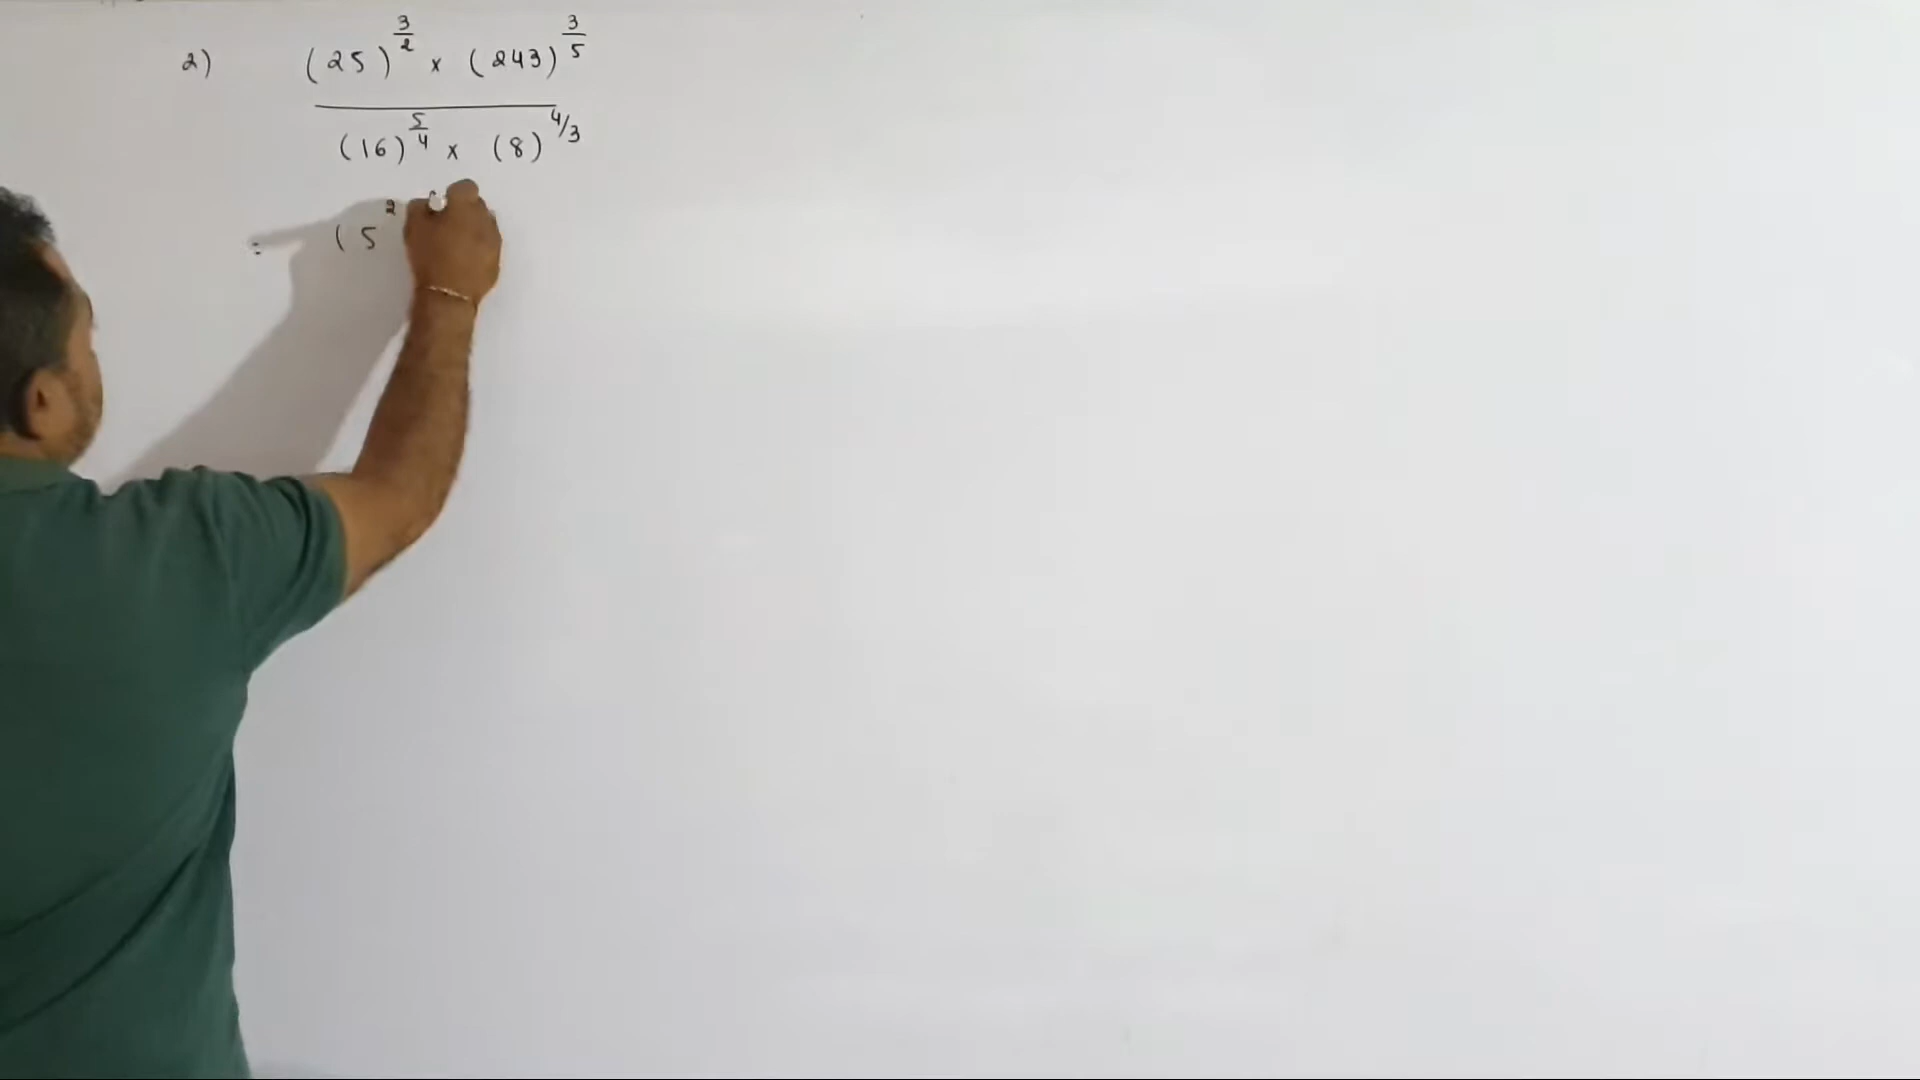 2) (25)^{3/2} x (243)^{3/5}
(16)^{5/4} x (8)^{4/3}
= (5^2